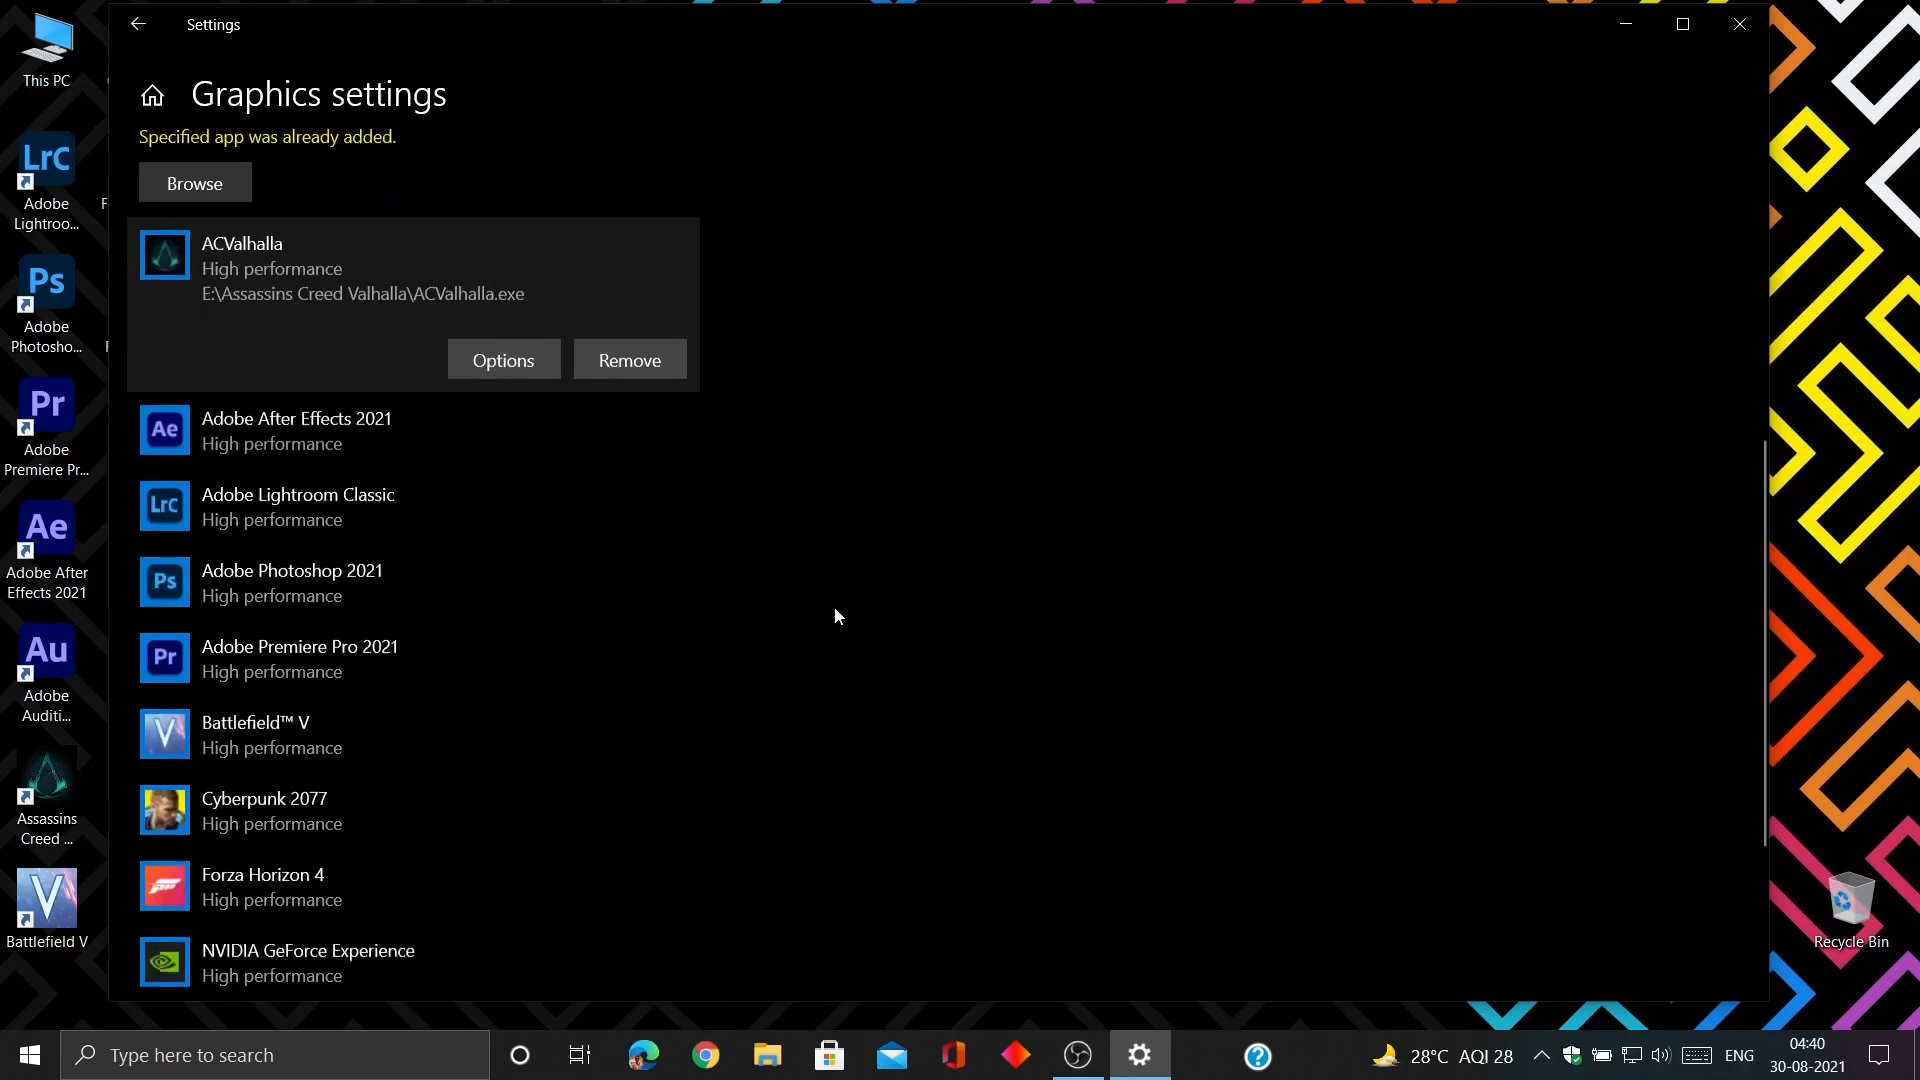 Settings
Graphics settings
Specified app was already added.
Browse
ACValhalla
High performance
E:\Assassins Creed Valhalla\ACValhalla.exe
Options
Remove
Ae
Adobe After Effects 2021
High performance
LrC
Adobe Lightroom Classic
High performance
Ps
Adobe Photoshop 2021
High performance
Pr
Adobe Premiere Pro 2021
High performance
V
Battlefield™ V
High performance
Cyberpunk 2077
High performance
Forza Horizon 4
High performance
NVIDIA GeForce Experience
High performance
This PC
LrC
Adobe
Lightroo...
Ps
Adobe
Photosho...
Pr
Adobe
Premiere Pr...
Ae
Adobe After
Effects 2021
Au
Adobe
Auditi...
Assassins
Creed ...
V
Battlefield V
Recycle Bin
Type here to search
28°C AQI 28
ENG
04:40
30-08-2021